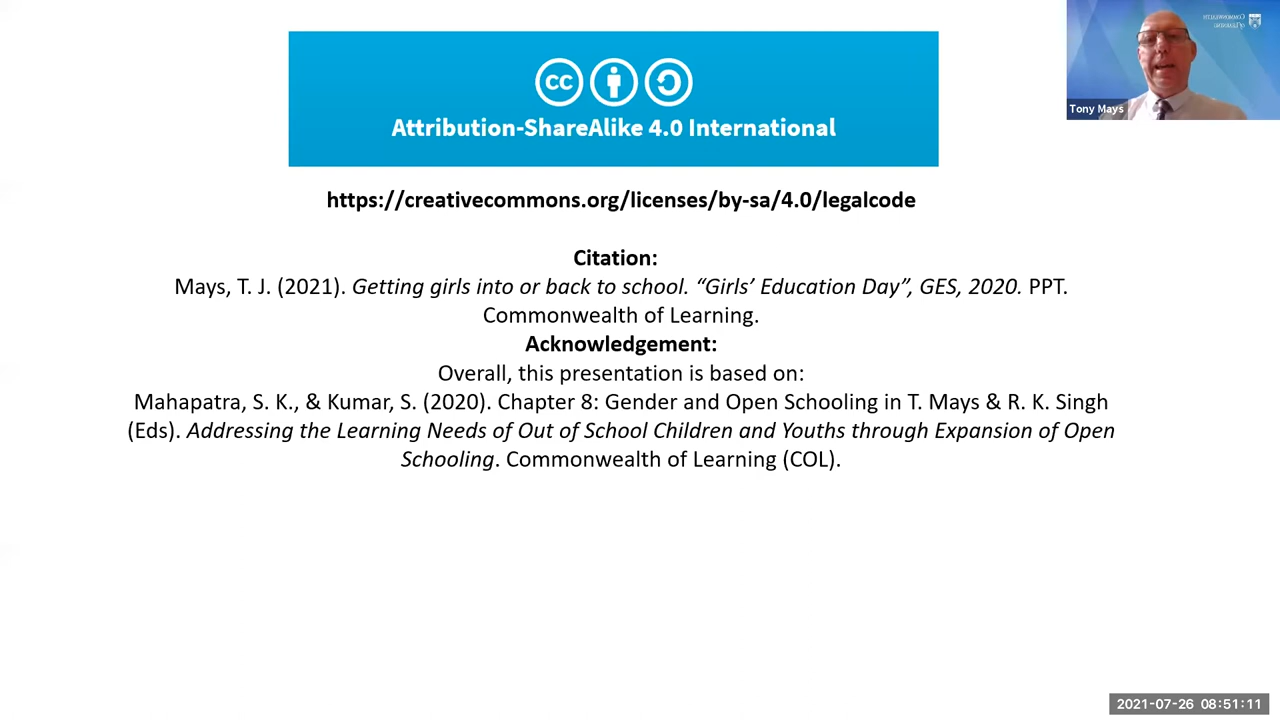 COMMONWEALTH
of LEARNING
Tony Mays
cc
Attribution-ShareAlike 4.0 International
https://creativecommons.org/licenses/by-sa/4.0/legalcode
Citation:
Mays, T. J. (2021). Getting girls into or back to school. “Girls’ Education Day”, GES, 2020. PPT.
Commonwealth of Learning.
Acknowledgement:
Overall, this presentation is based on:
Mahapatra, S. K., & Kumar, S. (2020). Chapter 8: Gender and Open Schooling in T. Mays & R. K. Singh
(Eds). Addressing the Learning Needs of Out of School Children and Youths through Expansion of Open
Schooling. Commonwealth of Learning (COL).
2021-07-26 08:51:11